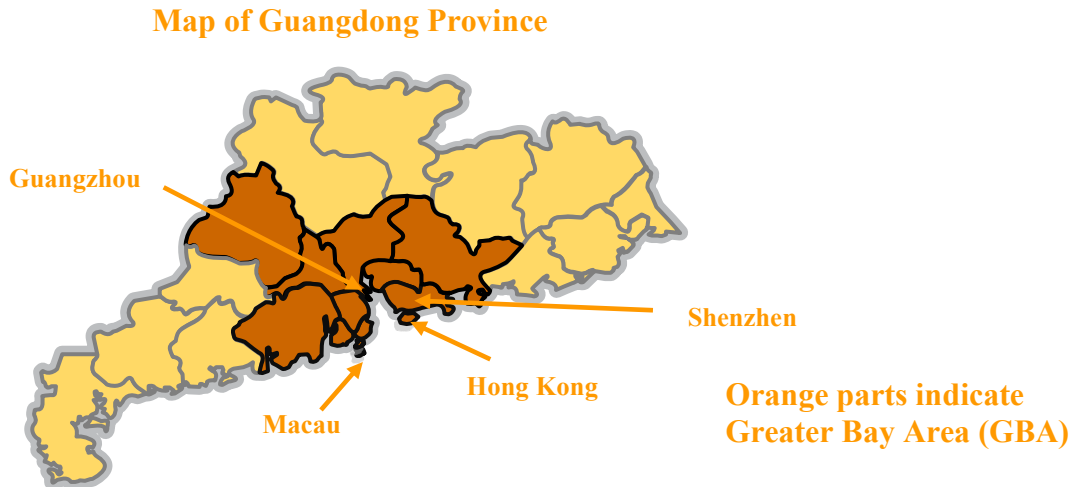 Map of Guangdong Province
Guangzhou
Shenzhen
Hong Kong
Macau
Orange parts indicate
Greater Bay Area (GBA)